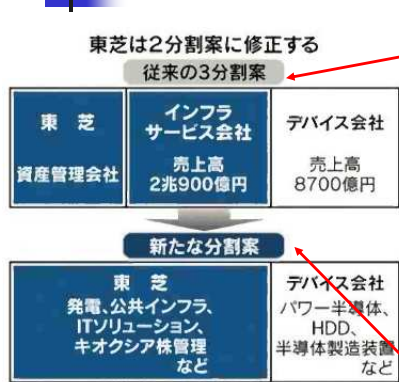 東芝は2分割案に修正する
従来の3分割案
東 芝
資産管理会社
インフラ
サービス会社
売上高
2兆900億円
デバイス会社
売上高
8700億円
新たな分割案
東 芝
発電、公共インフラ、
ITソリューション、
キオクシア株管理
など
デバイス会社
パワー半導体、
HDD、
半導体製造装置
など